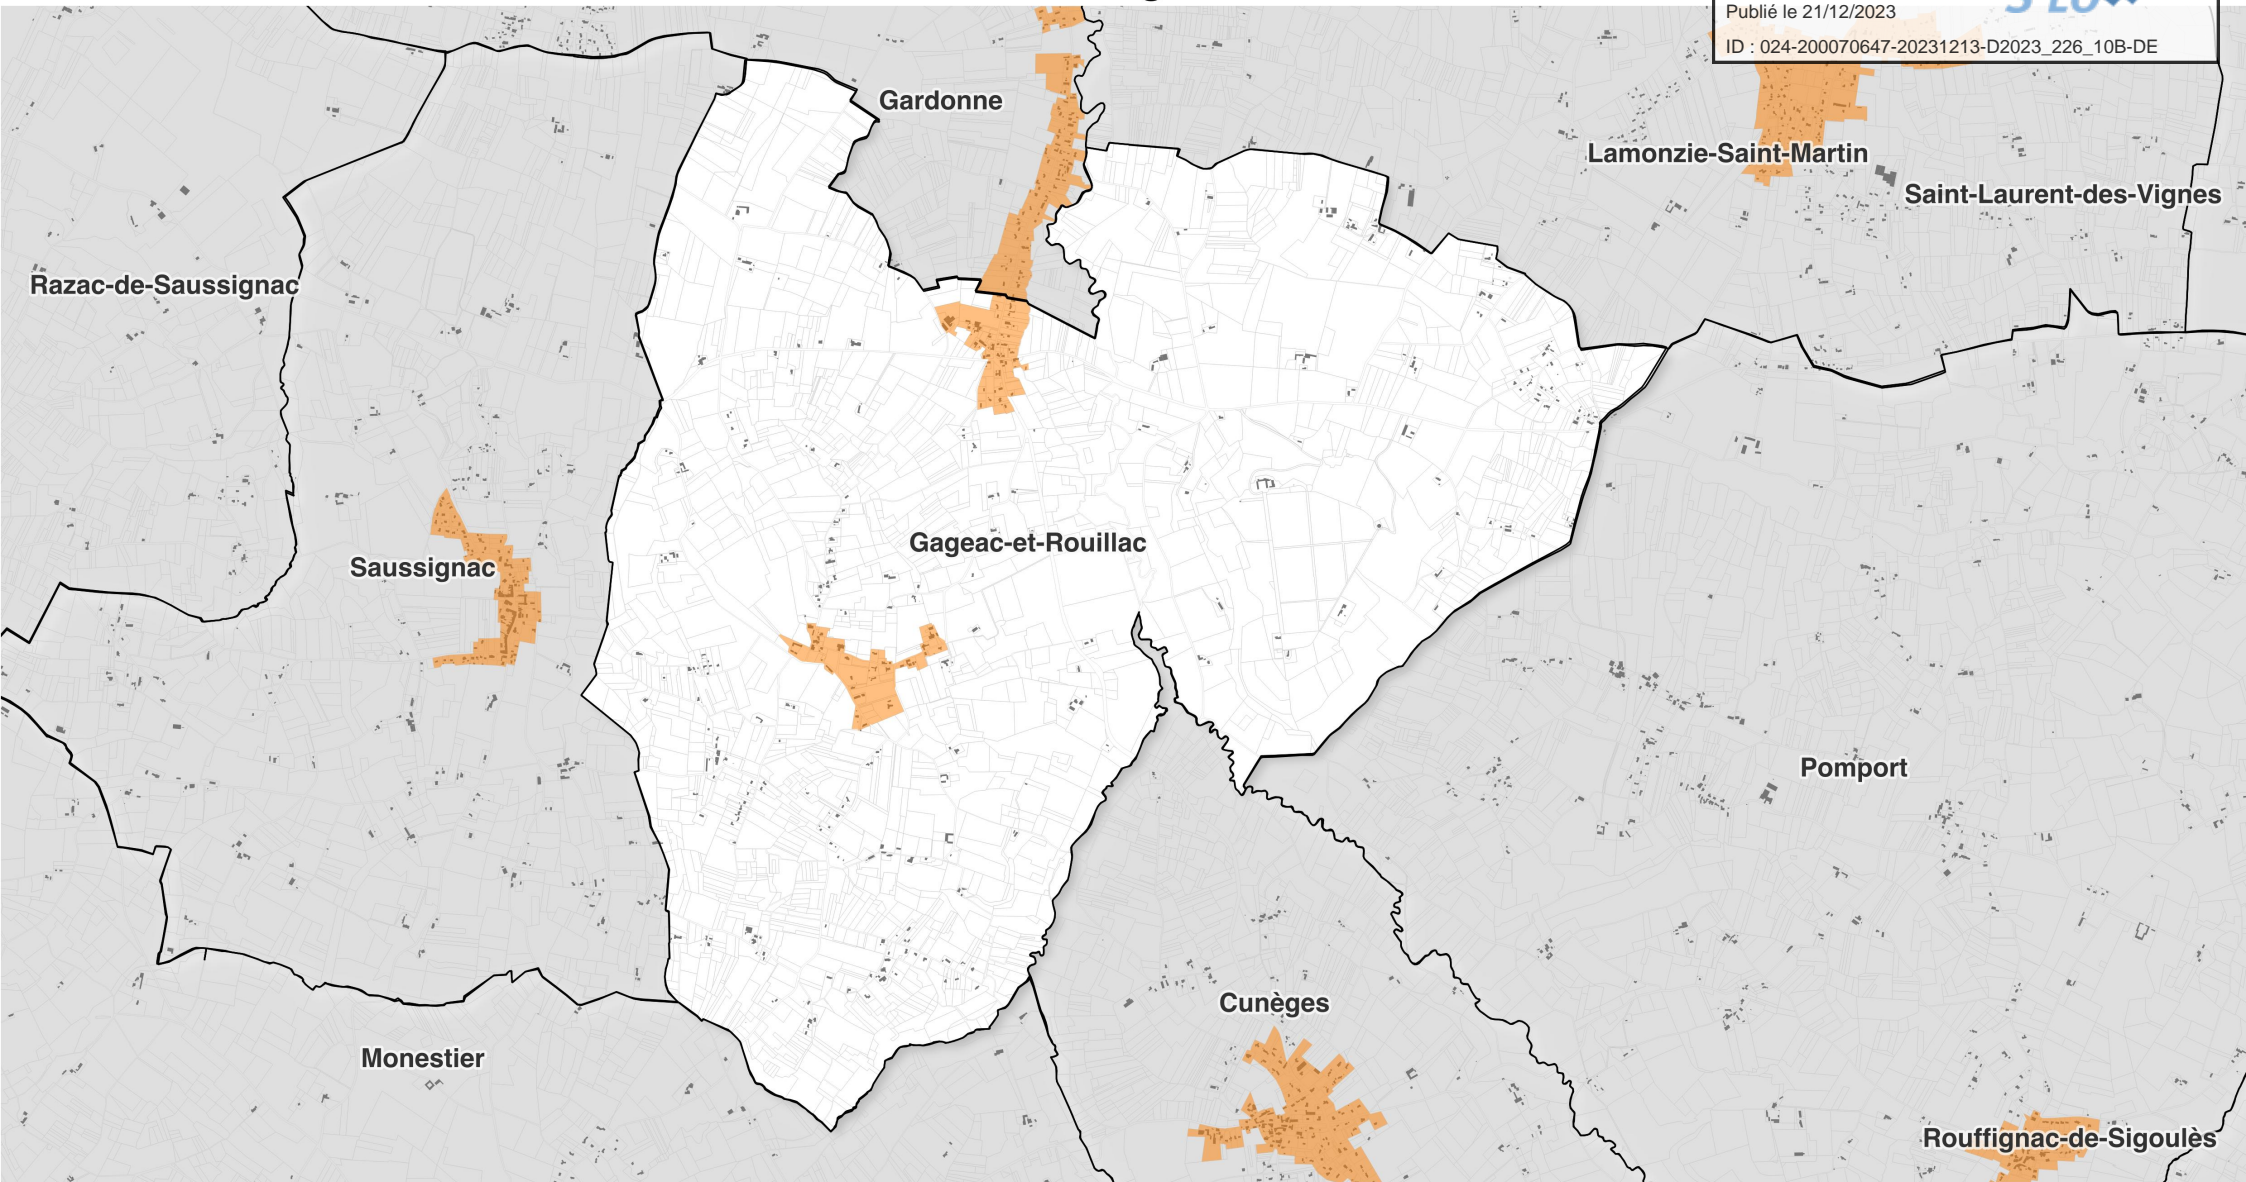 Publié le 21/12/2023
ID : 024-200070647-20231213-D2023_226_10B-DE
Gardonne
Lamonzie-Saint-Martin
Saint-Laurent-des-Vignes
Razac-de-Saussignac
Gageac-et-Rouillac
Saussignac
Pomport
Cunèges
Monestier
Rouffignac-de-Sigoulès